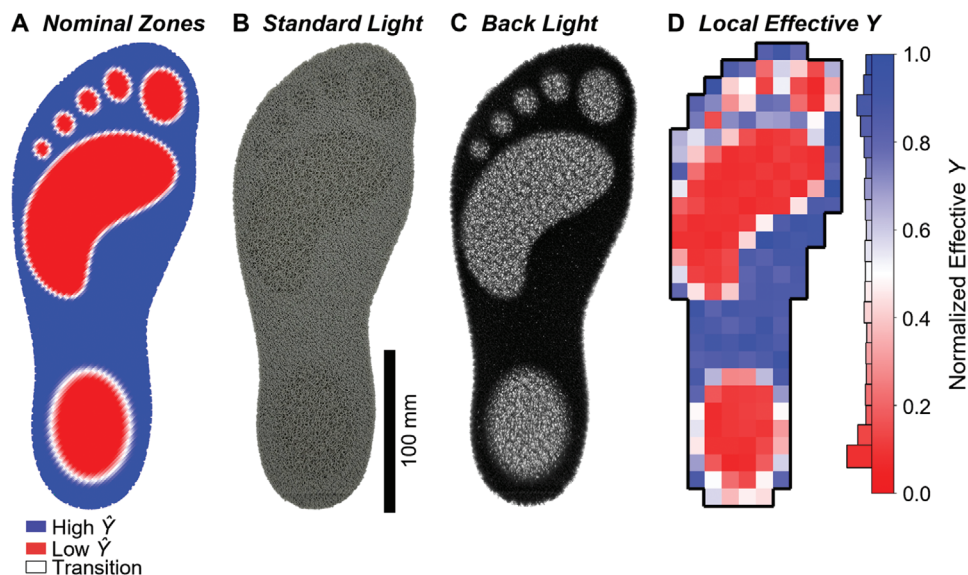 A Nominal Zones
B Standard Light
C Back Light
D Local Effective Y
1.0
0.8
0.6
0.4
0.2
0.0
Normalized Effective Y
100 mm
High Ŷ
Low Ŷ
Transition